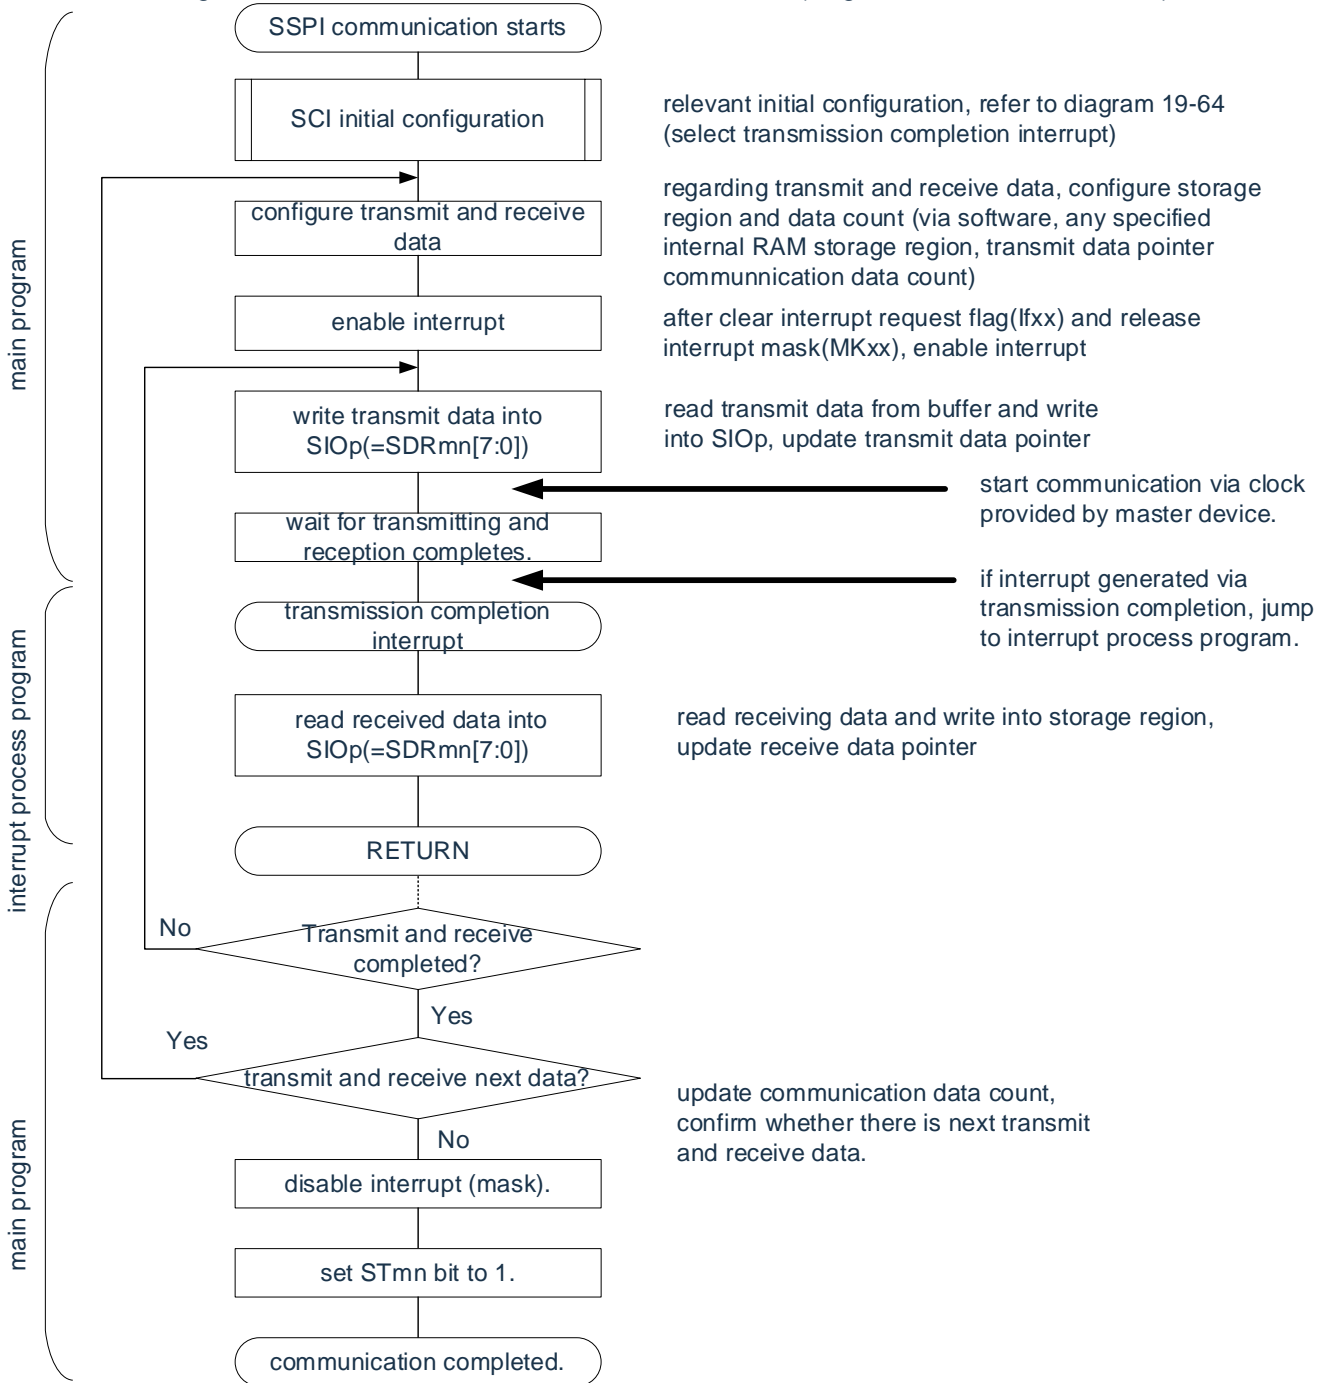 SSPI communication starts
SCI initial configuration
relevant initial configuration, refer to diagram 19-64
(select transmission completion interrupt)
configure transmit and receive
data
regarding transmit and receive data, configure storage
region and data count (via software, any specified
internal RAM storage region, transmit data pointer
communnication data count)
main program
enable interrupt
after clear interrupt request flag(Ifxx) and release
interrupt mask(MKxx), enable interrupt
write transmit data into
SIOp(=SDRmn[7:0])
read transmit data from buffer and write
into SIOp, update transmit data pointer
start communication via clock
provided by master device.
wait for transmitting and
reception completes.
if interrupt generated via
transmission completion, jump
to interrupt process program.
transmission completion
interrupt
interrupt process program
read received data into
SIOp(=SDRmn[7:0])
read receiving data and write into storage region,
update receive data pointer
RETURN
No
Transmit and receive
completed?
Yes
Yes
transmit and receive next data?
update communication data count,
confirm whether there is next transmit
and receive data.
No
main program
disable interrupt (mask).
set STmn bit to 1.
communication completed.